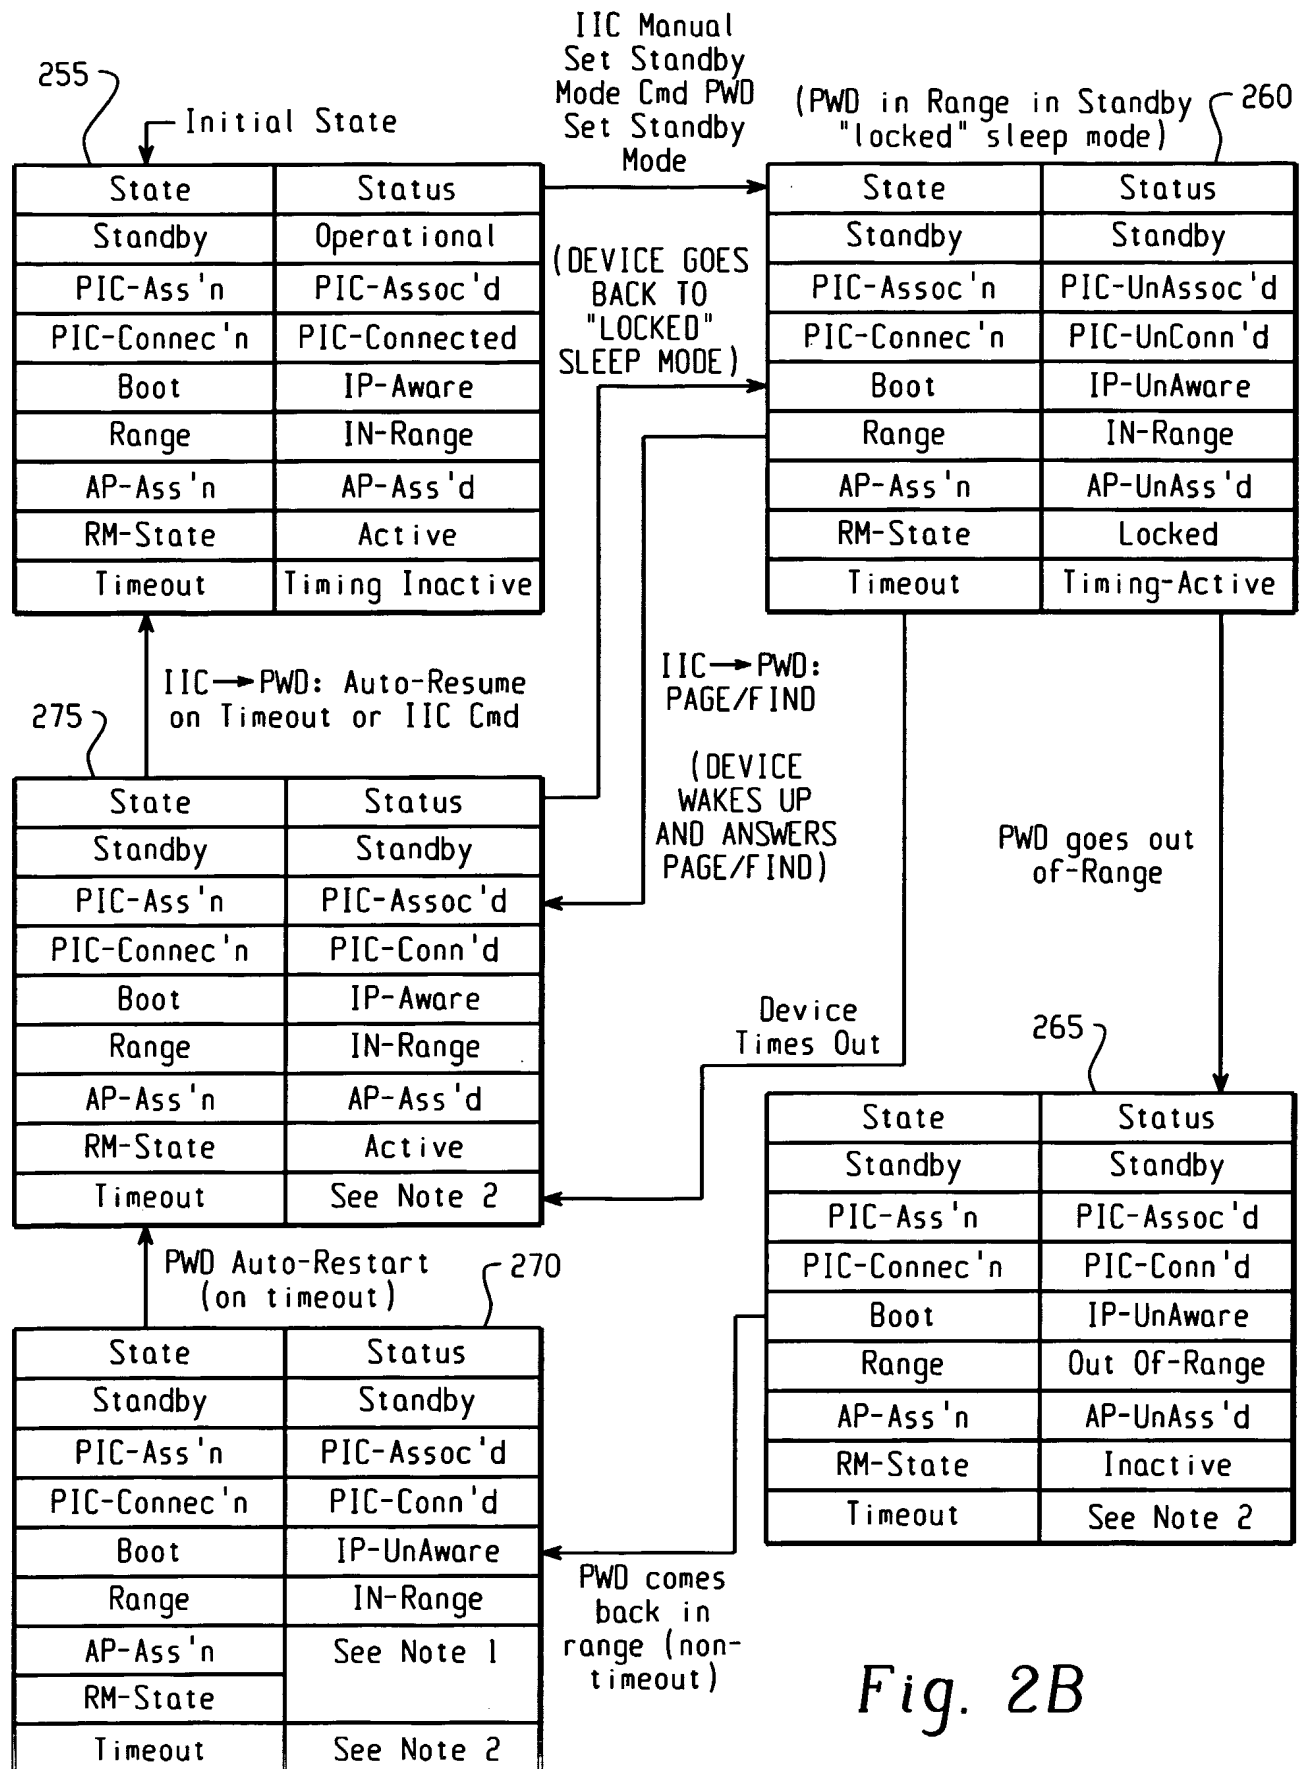 IIC Manual
Set Standby
Mode Cmd PWD
Set Standby
Mode
255
Initial State
(PWD in Range in Standby
"locked" sleep mode)
260
State Status
Standby Operational
PIC-Ass'n PIC-Assoc'd
PIC-Connec'n PIC-Connected
Boot IP-Aware
Range IN-Range
AP-Ass'n AP-Ass'd
RM-State Active
Timeout Timing Inactive
(DEVICE GOES
BACK TO
"LOCKED"
SLEEP MODE)
State Status
Standby Standby
PIC-Assoc'n PIC-UnAssoc'd
PIC-Connec'n PIC-UnConn'd
Boot IP-UnAware
Range IN-Range
AP-Ass'n AP-UnAss'd
RM-State Locked
Timeout Timing-Active
IIC→PWD: Auto-Resume
on Timeout or IIC Cmd
275
IIC→PWD:
PAGE/FIND
(DEVICE
WAKES UP
AND ANSWERS
PAGE/FIND)
PWD goes out
of-Range
State Status
Standby Standby
PIC-Ass'n PIC-Assoc'd
PIC-Connec'n PIC-Conn'd
Boot IP-Aware
Range IN-Range
AP-Ass'n AP-Ass'd
RM-State Active
Timeout See Note 2
Device
Times Out
265
State Status
Standby Standby
PIC-Ass'n PIC-Assoc'd
PIC-Connec'n PIC-Conn'd
Boot IP-UnAware
Range Out Of-Range
AP-Ass'n AP-UnAss'd
RM-State Inactive
Timeout See Note 2
PWD Auto-Restart
(on timeout)
270
State Status
Standby Standby
PIC-Ass'n PIC-Assoc'd
PIC-Connec'n PIC-Conn'd
Boot IP-UnAware
Range IN-Range
AP-Ass'n See Note 1
RM-State
Timeout See Note 2
PWD comes
back in
range (non-
timeout)
Fig. 2B